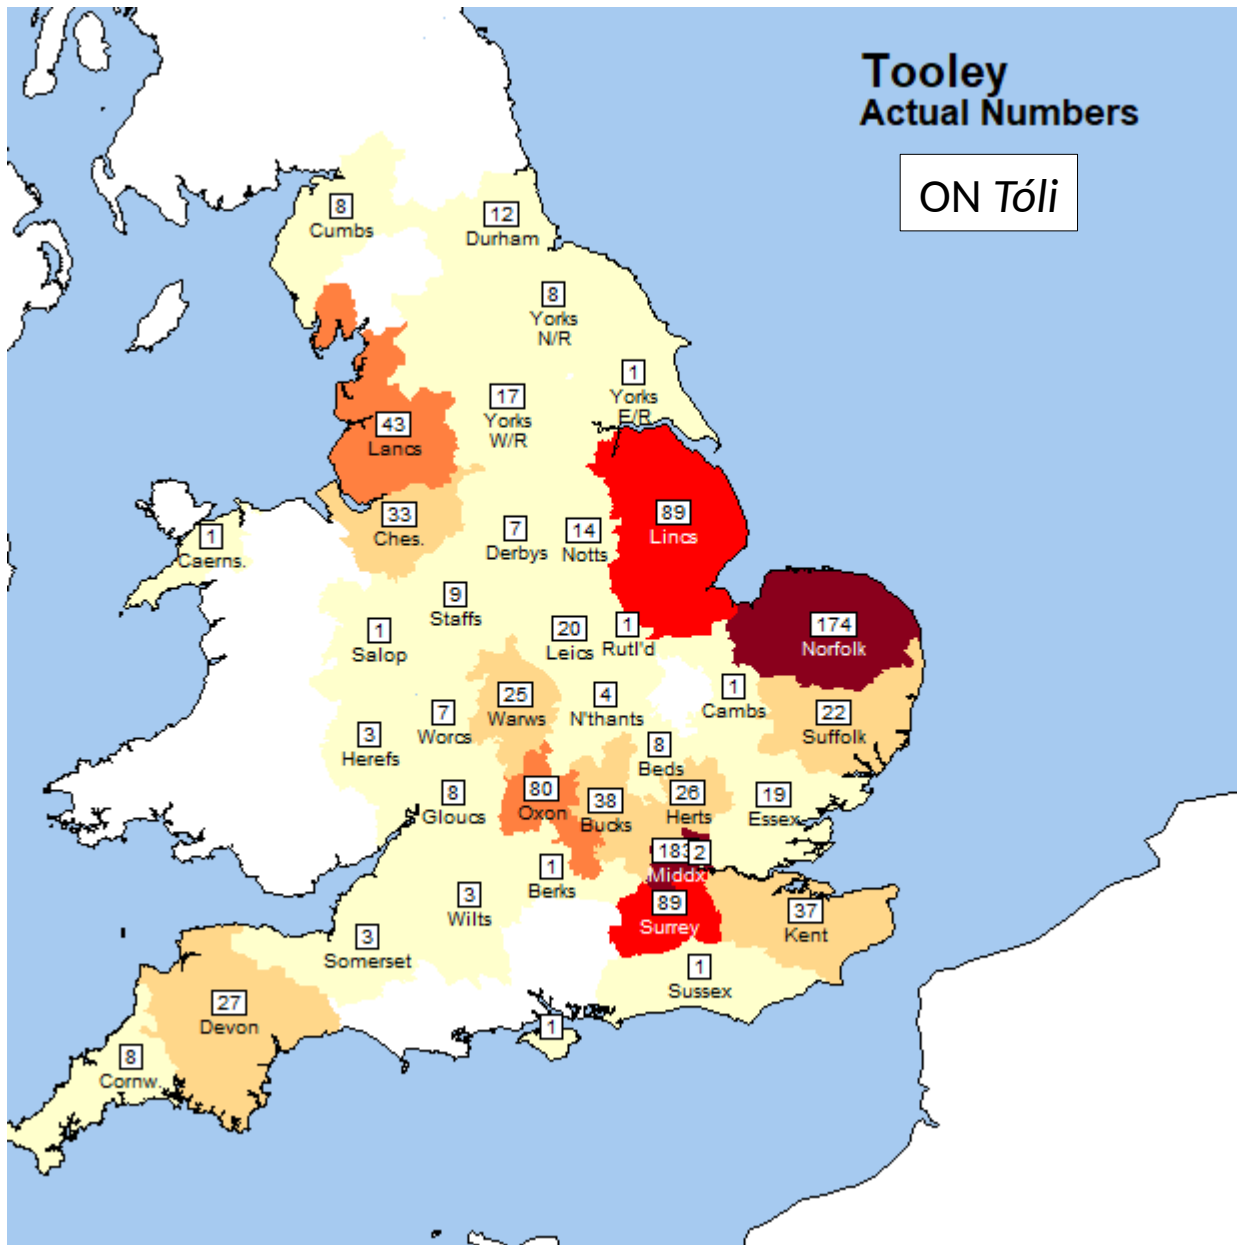 Tooley
Actual Numbers
ON Tóli
8
Cumbs
12
Durham
8
Yorks
N/R
1
Yorks
E/R
17
Yorks
W/R
43
Lancs
33
Ches.
89
Lincs
1
Caerns.
7
Derbys
14
Notts
9
Staffs
1
Salop
20
Leics
1
Rutl'd
174
Norfolk
25
Warws
4
N'thants
1
Cambs
22
Suffolk
7
Worcs
3
Herefs
8
Beds
8
Gloucs
80
Oxon
38
Bucks
26
Herts
19
Essex
183
2
Middx
1
Berks
3
Wilts
89
Surrey
37
Kent
3
Somerset
1
Sussex
27
Devon
1
8
Cornw.